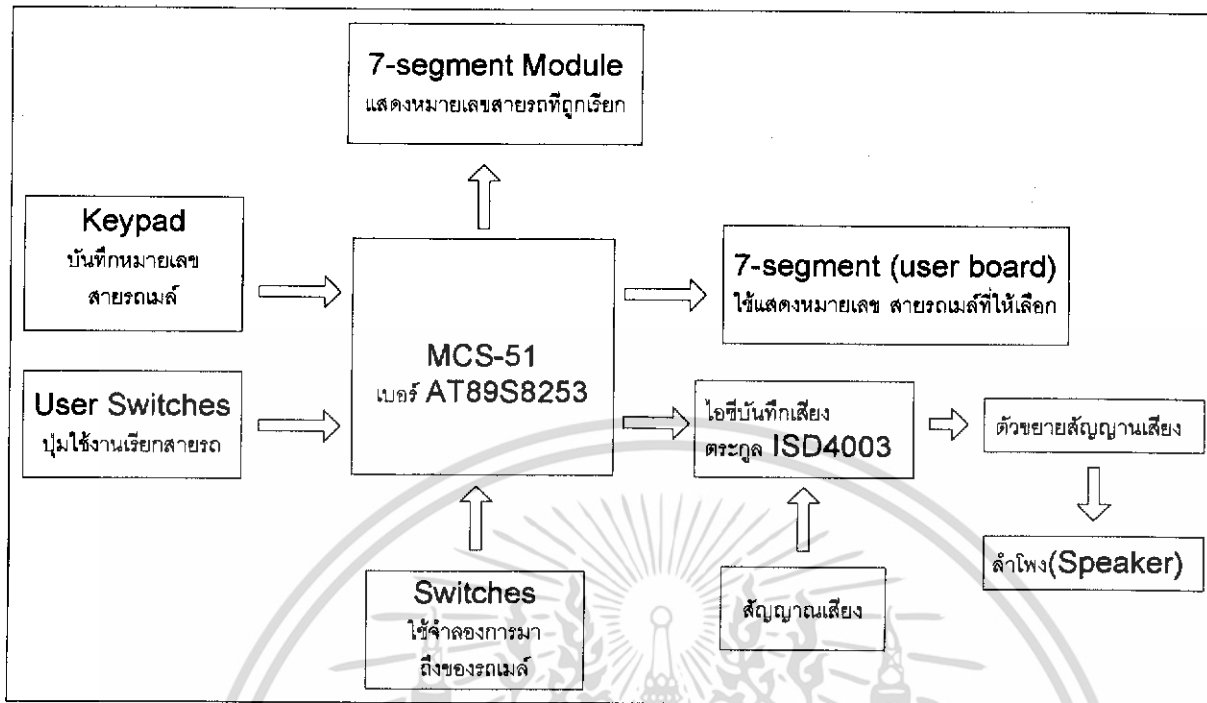 7-segment Module
แสดงหมายเลขสายรถที่ถูกเรียก
Keypad
บันทึกหมายเลข
สายรถเมล์
7-segment (user board)
ใช้แสดงหมายเลข สายรถเมล์ที่ให้เลือก
MCS-51
เบอร์ AT89S8253
User Switches
ปุ่มใช้งานเรียกสายรถ
ไอซีบันทึกเสียง
ตระกูล ISD4003
ตัวขยายสัญญานเสียง
ลำโพง(Speaker)
Switches
ใช้จำลองการมา
ถึงของรถเมล์
สัญญาณเสียง